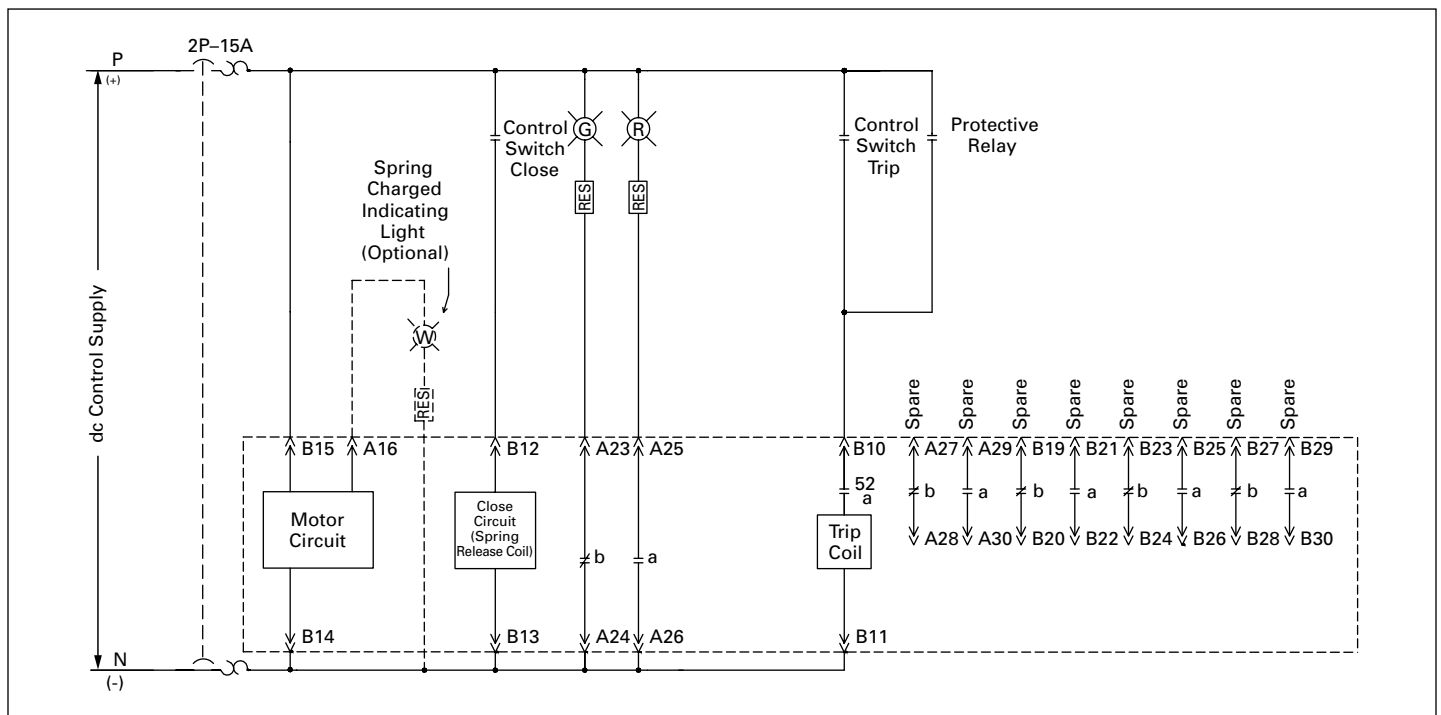 2P–15A
P
(+)
Control
Switch
Close
G
R
Control
Switch
Trip
Protective
Relay
Spring
Charged
Indicating
Light
(Optional)
RES
RES
dc Control Supply
W
RES
Spare
Spare
Spare
Spare
Spare
Spare
Spare
Spare
B15
A16
B12
A23
A25
B10
A27
A29
B19
B21
B23
B25
B27
B29
52
a
b
a
b
a
b
a
b
a
Motor
Circuit
Close
Circuit
(Spring
Release Coil)
b
a
Trip
Coil
A28
A30
B20
B22
B24
B26
B28
B30
B14
B13
A24
A26
B11
N
(-)